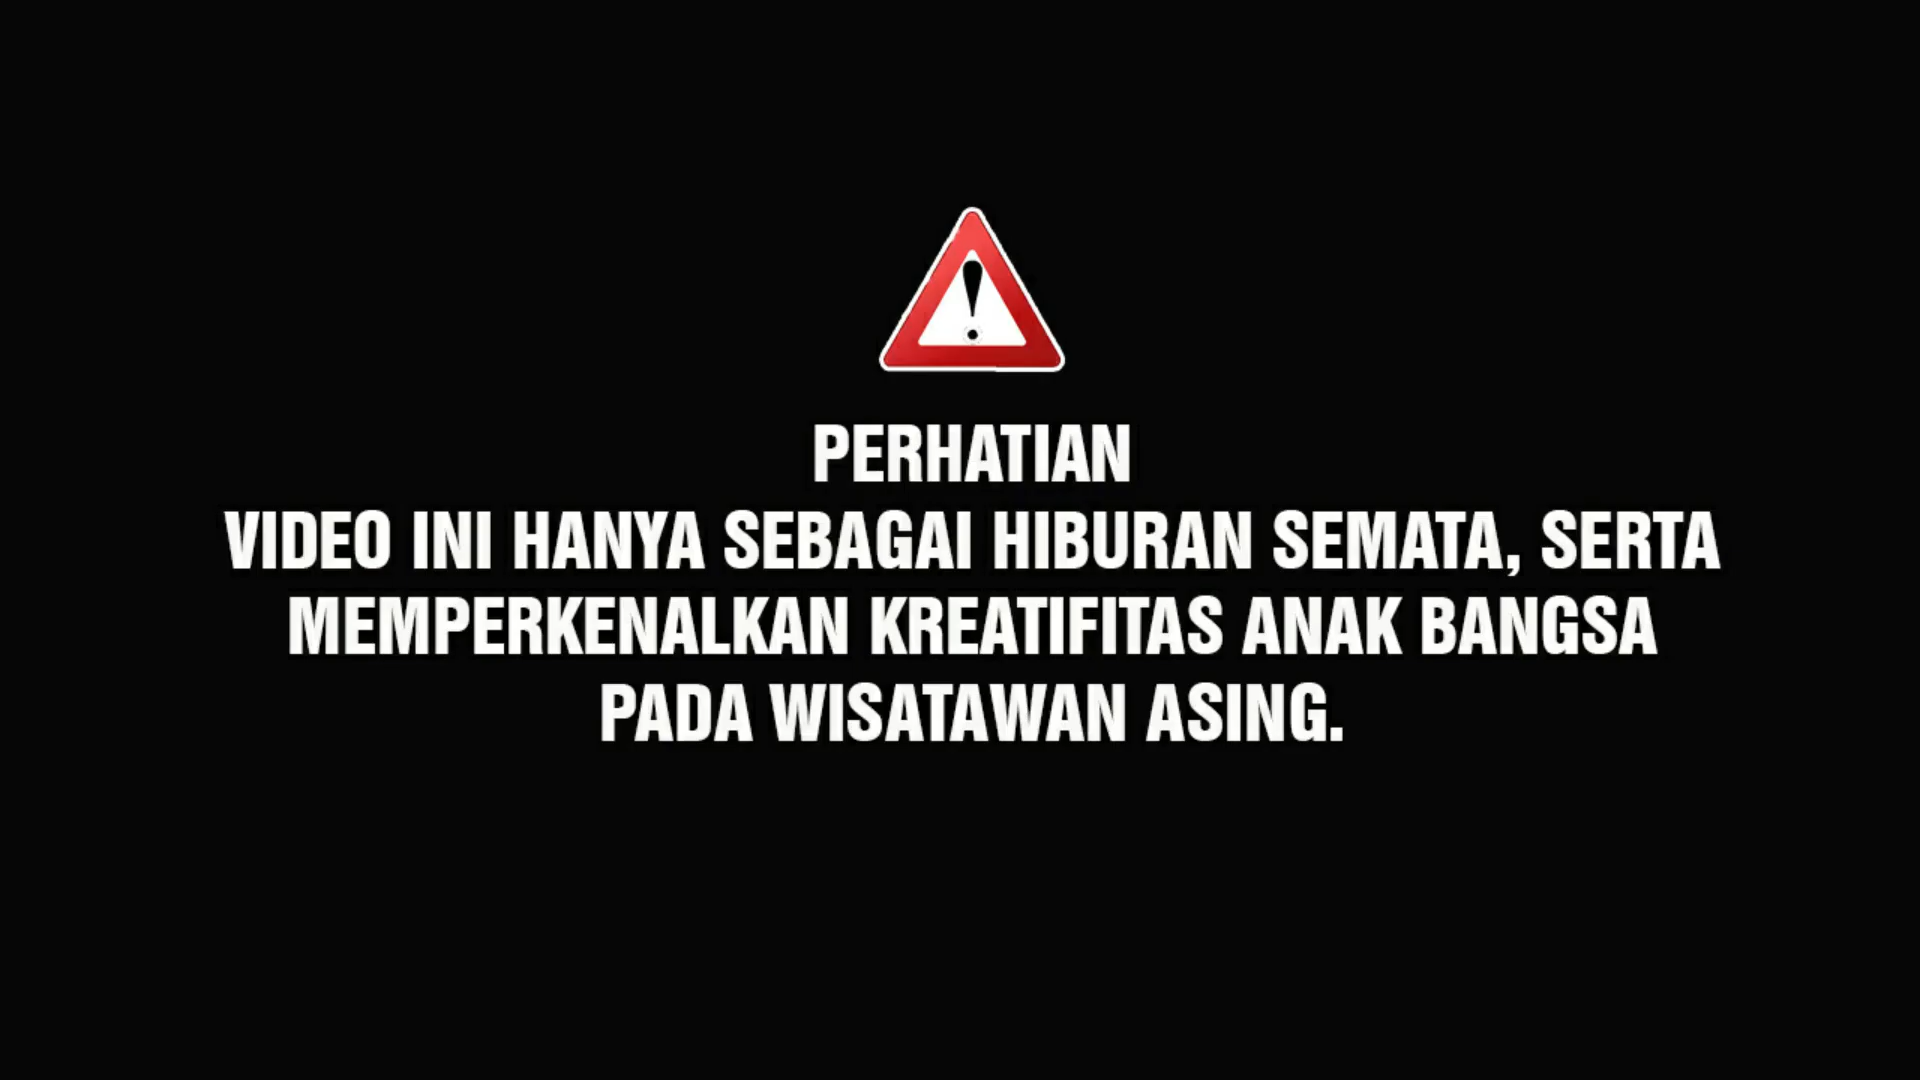 PERHATIAN
VIDEO INI HANYA SEBAGAI HIBURAN SEMATA, SERTA
MEMPERKENALKAN KREATIFITAS ANAK BANGSA
PADA WISATAWAN ASING.